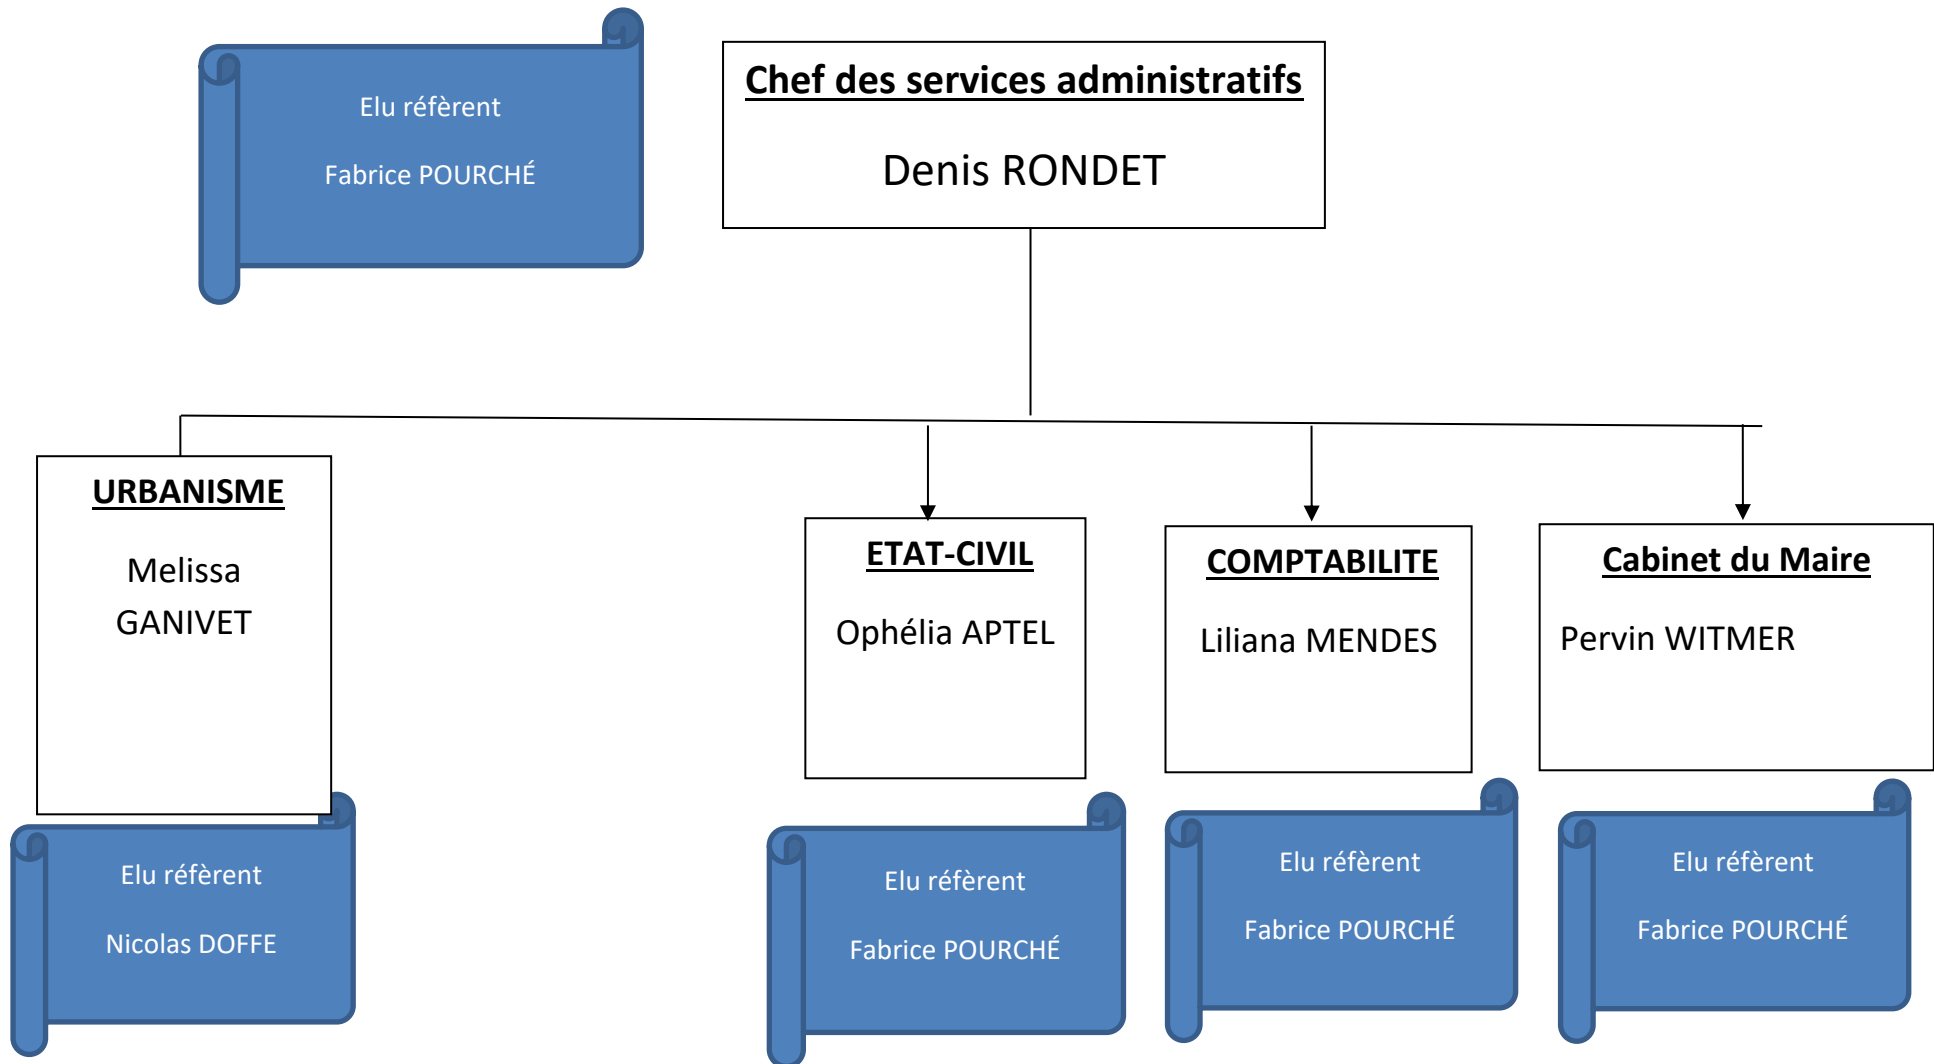 Elu réfèrent
Fabrice POURCHÉ
Chef des services administratifs
Denis RONDET
URBANISME
Melissa
GANIVET
ETAT-CIVIL
Ophélia APTEL
COMPTABILITE
Liliana MENDES
Cabinet du Maire
Pervin WITMER
Elu réfèrent
Nicolas DOFFE
Elu réfèrent
Fabrice POURCHÉ
Elu réfèrent
Fabrice POURCHÉ
Elu réfèrent
Fabrice POURCHÉ